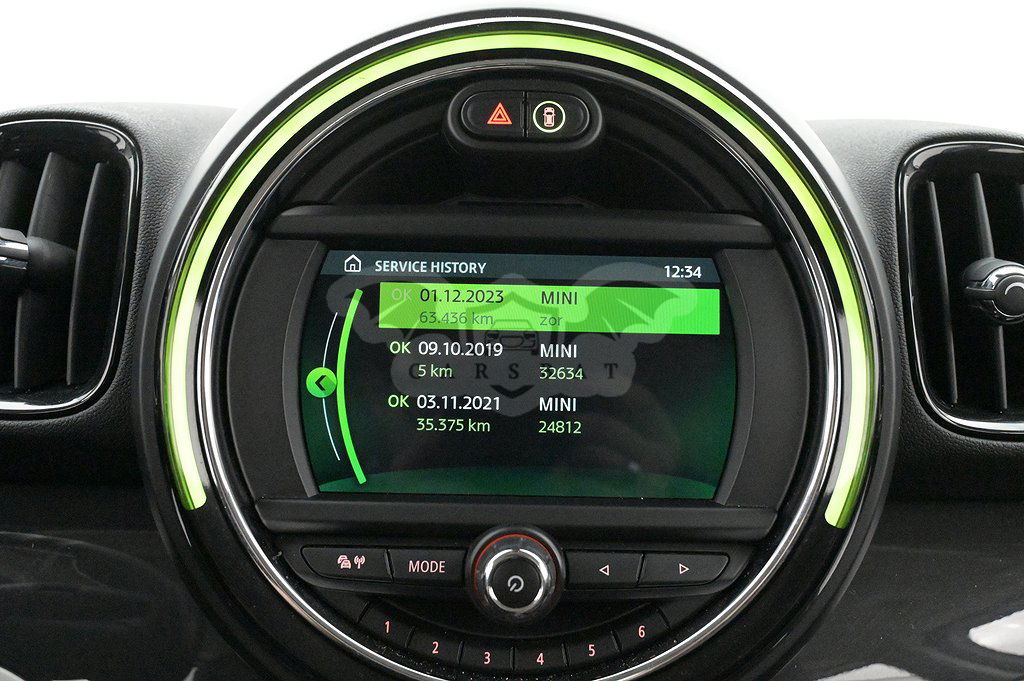 SERVICE HISTORY 12:34
OK 01.12.2023 MINI
63.436 km zor
OK 09.10.2019 MINI
5 km 32634
OK 03.11.2021 MINI
35.375 km 24812
MODE
1 2 3 4 5 6